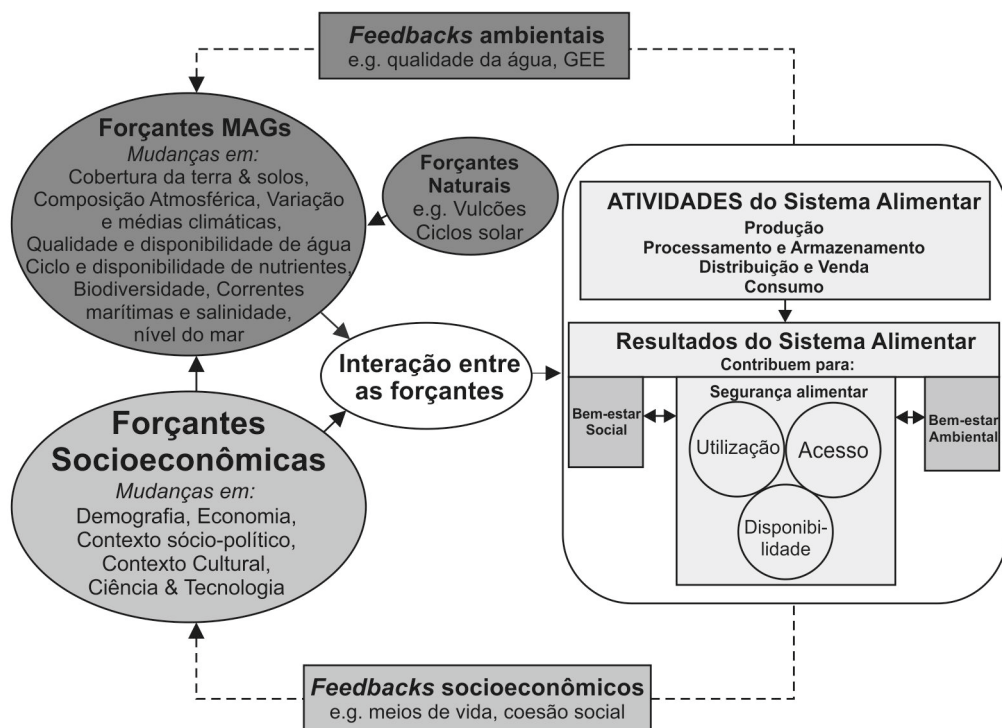 Feedbacks ambientais
e.g. qualidade da água, GEE
Forçantes MAGs
Mudanças em:
Cobertura da terra & solos,
Composição Atmosférica, Variação
e médias climáticas,
Qualidade e disponibilidade de água
Ciclo e disponibilidade de nutrientes,
Biodiversidade, Correntes
marítimas e salinidade,
nível do mar
Forçantes
Naturais
e.g. Vulcões
Ciclos solar
ATIVIDADES do Sistema Alimentar
Produção
Processamento e Armazenamento
Distribuição e Venda
Consumo
Interação entre
as forçantes
Resultados do Sistema Alimentar
Contribuem para:
Bem-estar
Social
Segurança alimentar
Utilização
Acesso
Disponibi-
lidade
Bem-estar
Ambiental
Forçantes
Socioeconômicas
Mudanças em:
Demografia, Economia,
Contexto sócio-político,
Contexto Cultural,
Ciência & Tecnologia
Feedbacks socioeconômicos
e.g. meios de vida, coesão social